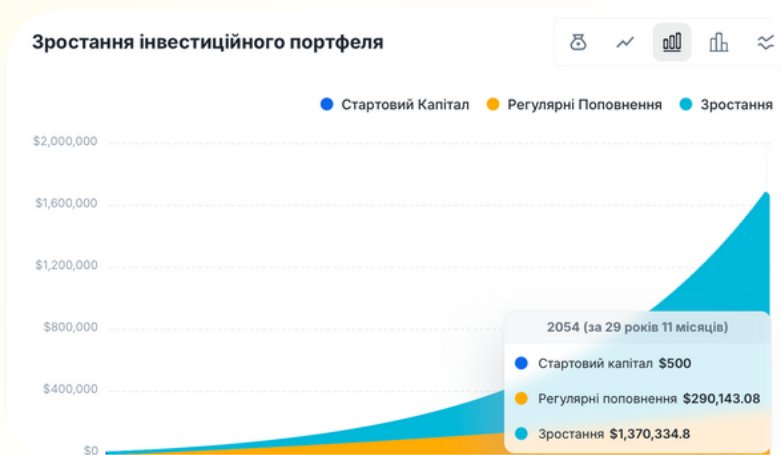 Зростання інвестиційного портфеля
Стартовий Капітал Регулярні Поповнення Зростання
$2,000,000
$1,600,000
$1,200,000
$800,000
$400,000
$0
2054 (за 29 років 11 місяців)
Стартовий капітал $500
Регулярні поповнення $290,143.08
Зростання $1,370,334.8